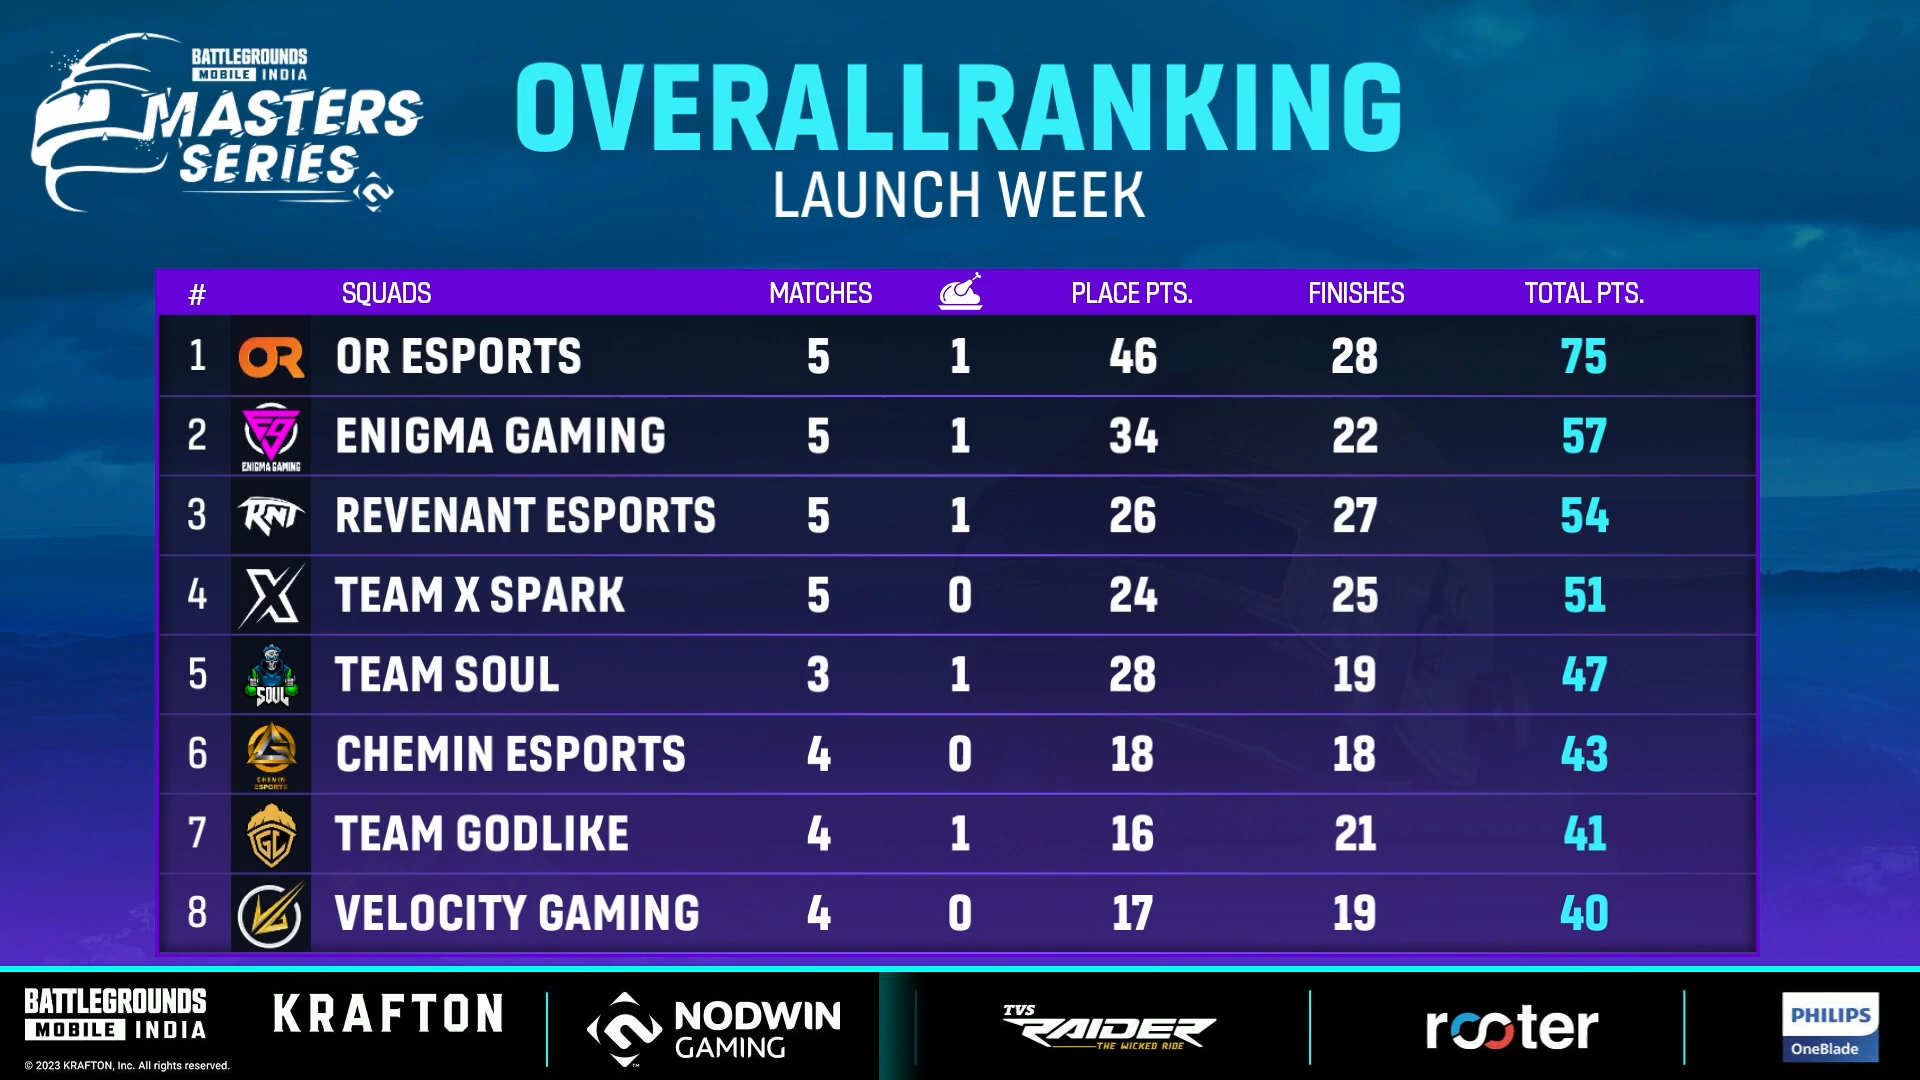 BATTLEGROUNDS
MOBILE INDIA
MASTERS
SERIES
OVERALLRANKING
LAUNCH WEEK
# SQUADS MATCHES PLACE PTS. FINISHES TOTAL PTS.
1 OR OR ESPORTS 5 1 46 28 75
2 EG ENIGMA GAMING ENIGMA GAMING 5 1 34 22 57
3 RNT REVENANT ESPORTS 5 1 26 27 54
4 X TEAM X SPARK 5 0 24 25 51
5 SOUL TEAM SOUL 3 1 28 19 47
6 CHEMIN ESPORTS CHEMIN ESPORTS 4 0 18 18 43
7 GL TEAM GODLIKE 4 1 16 21 41
8 VELOCITY GAMING 4 0 17 19 40
BATTLEGROUNDS
MOBILE INDIA
© 2023 KRAFTON, Inc. All rights reserved.
KRAFTON
NODWIN
GAMING
TM
TVS
RAIDER
THE WICKED RIDE
rooter
PHILIPS
OneBlade